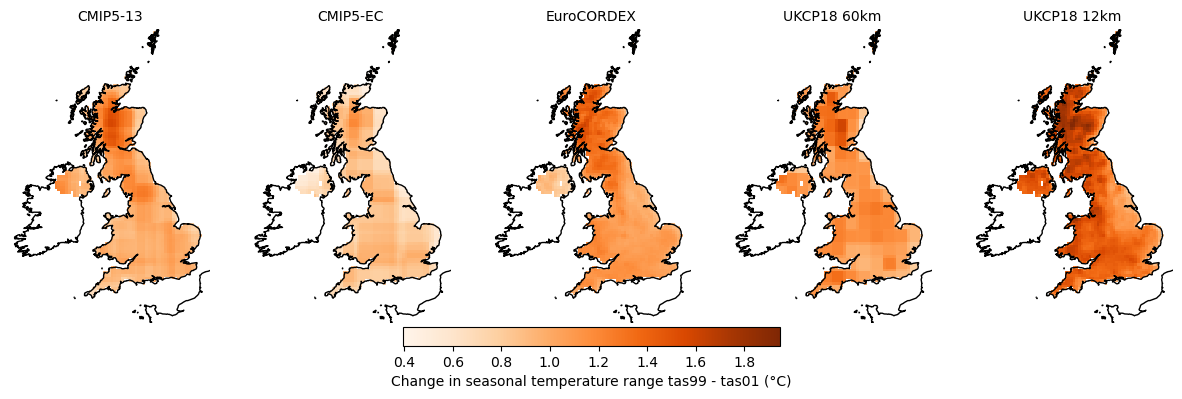 CMIP5-13 CMIP5-EC EuroCORDEX UKCP18 60km UKCP18 12km
0.4 0.6 0.8 1.0 1.2 1.4 1.6 1.8
Change in seasonal temperature range tas99 - tas01 (°C)